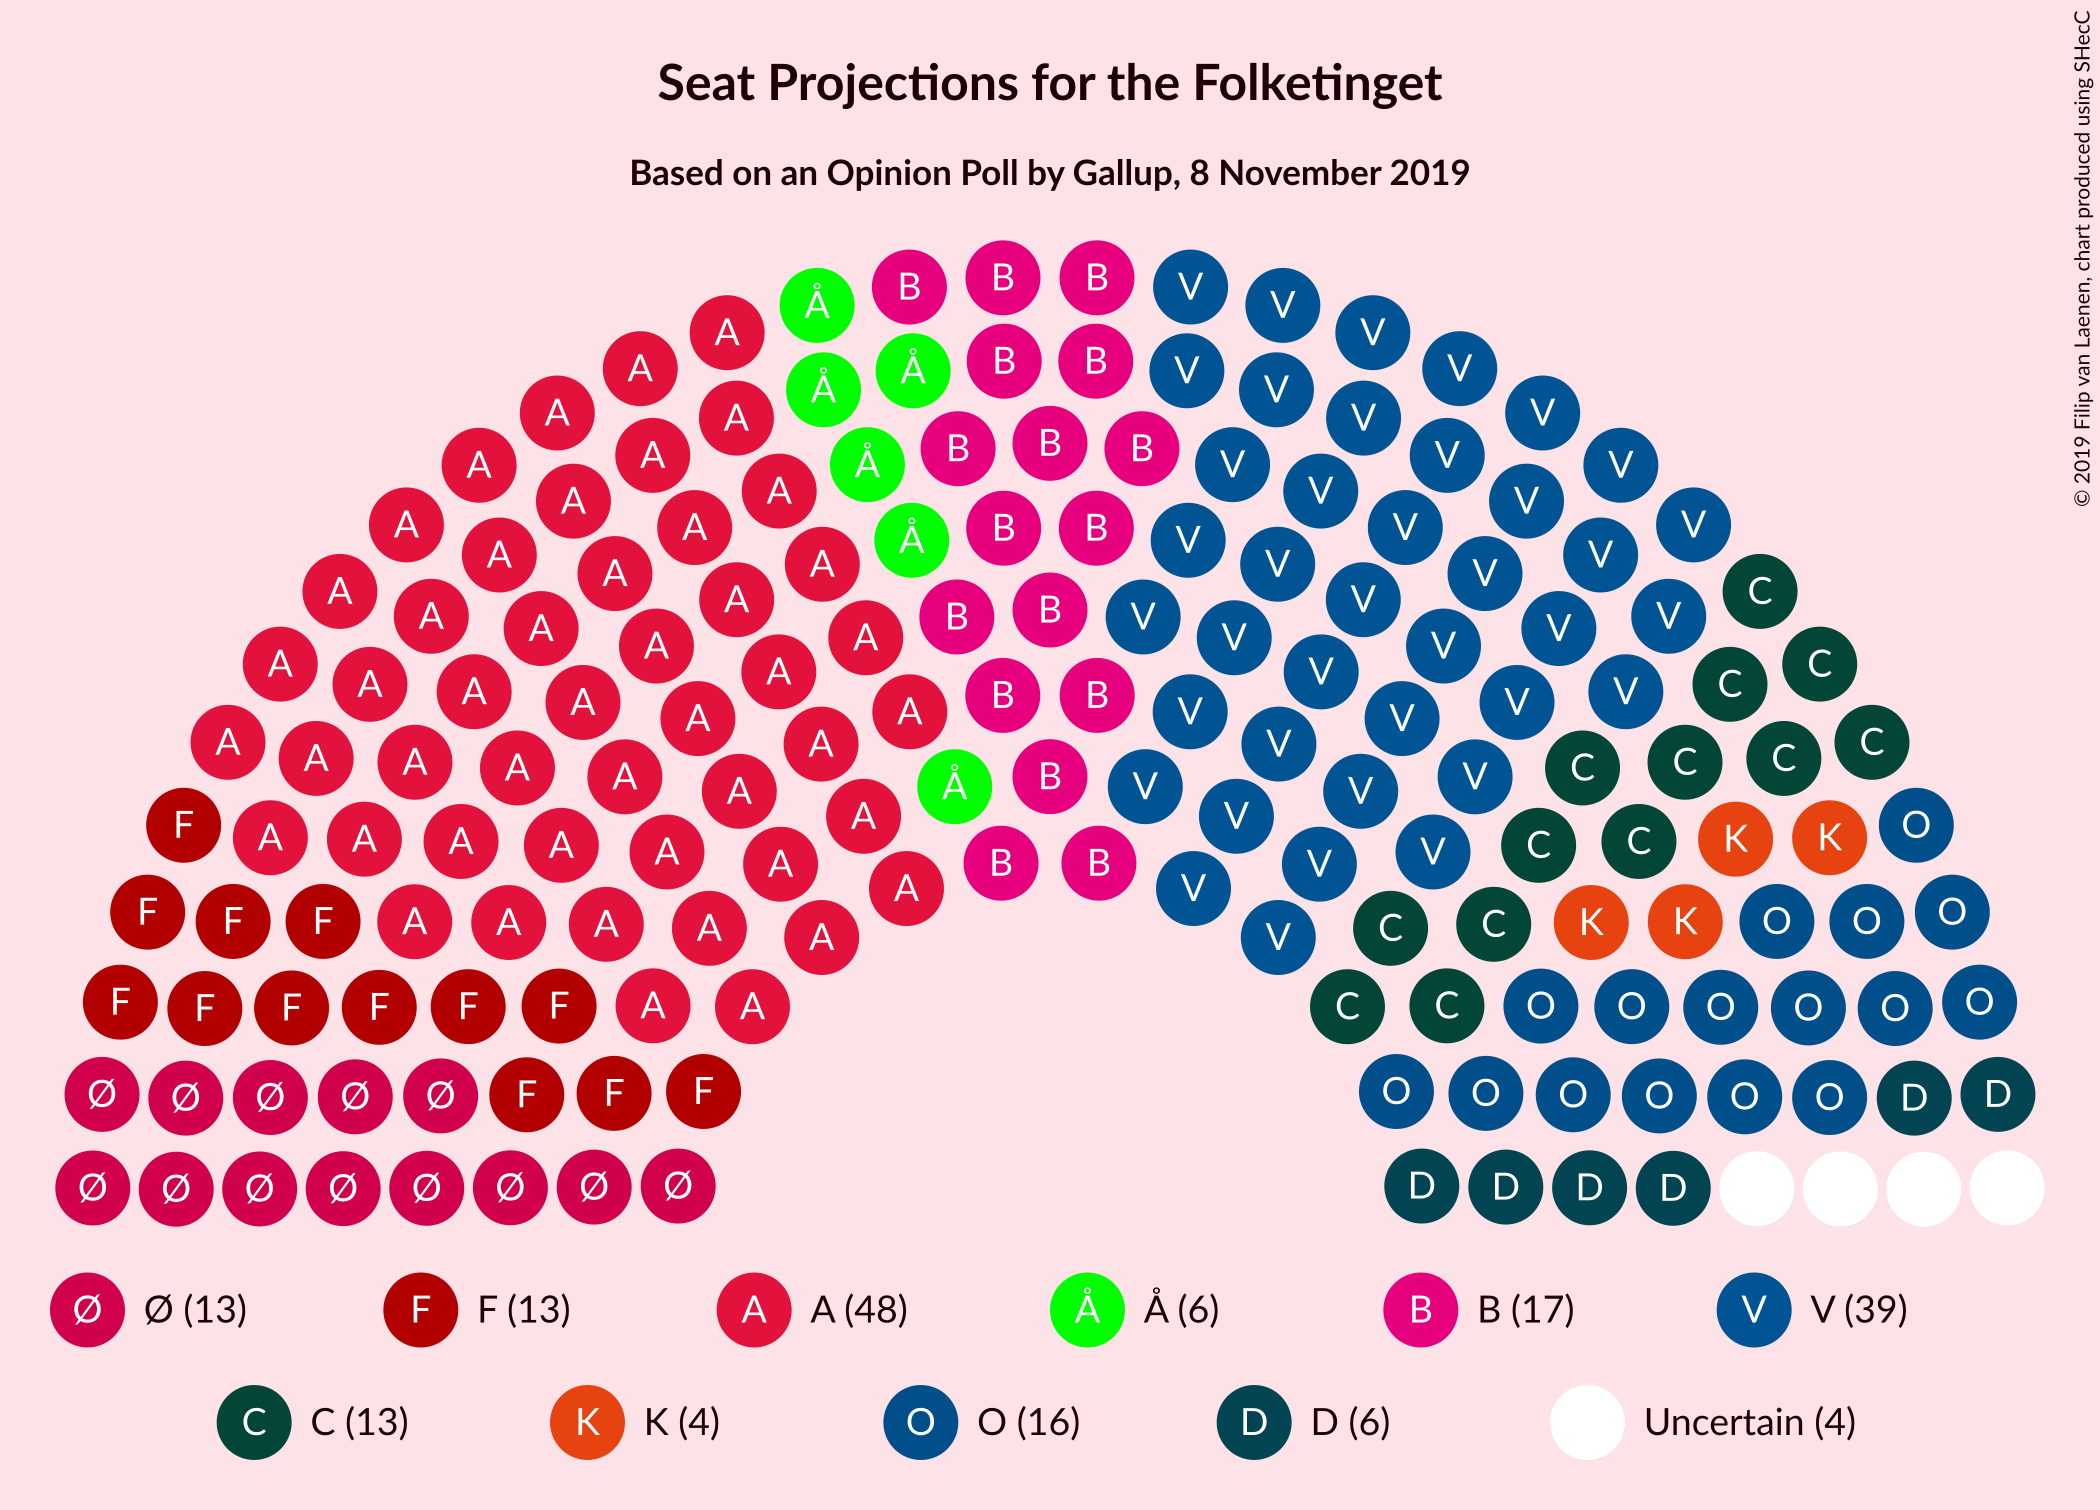 Seat Projections for the Folketinget
Based on an Opinion Poll by Gallup, 8 November 2019
© 2019 Filip van Laenen, chart produced using SHecC
B B B V
Å V
A V
A V
A V
A V
A V
A C
A C
A C
F O
F O
F O
Ø D
Å B B V
Å V
A V
A V
A V
A V
A V
A C
A C
A K
F O
F O
Ø D
Ø
B B B
Å V
A V
A V
A V
A V
A V
A C
A K
F O
F O
Ø O
Ø
Å B B V
A V
A V
A V
A V
A V
A C
A K
F O
Ø O
Ø
B B V
A V
A V
A V
A V
A C
A K
F O
Ø O
Ø
A B B V
A V
A V
A V
A C
A C
F O
F O
Ø D
Å B V
A V
A V
A V
A C
A C
F O
Ø D
A B B V
A V
A C
F O
Ø Ø D D
Ø Ø F (13) A A (48) Å Å (6) B B (17) V V (39)
C C (13) K K (4) O O (16) D D (6) Uncertain (4)